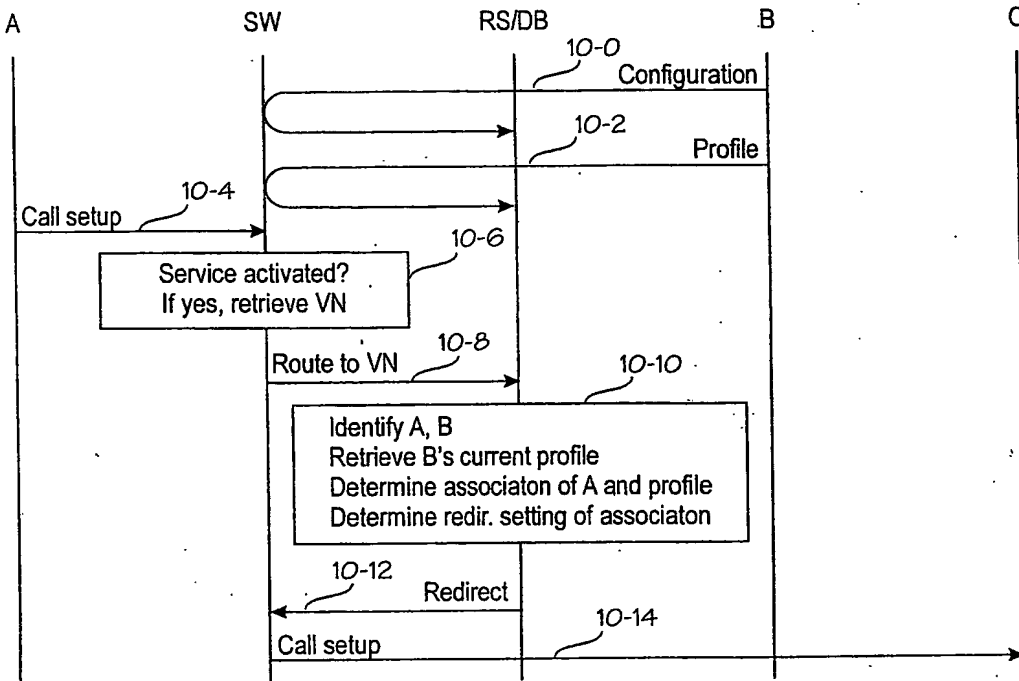 A SW RS/DB B C
10-0
Configuration
10-2
Profile
10-4
Call setup
10-6
Service activated?
If yes, retrieve VN
10-8
Route to VN
10-10
Identify A, B
Retrieve B's current profile
Determine associaton of A and profile
Determine redir. setting of associaton
10-12
Redirect
10-14
Call setup